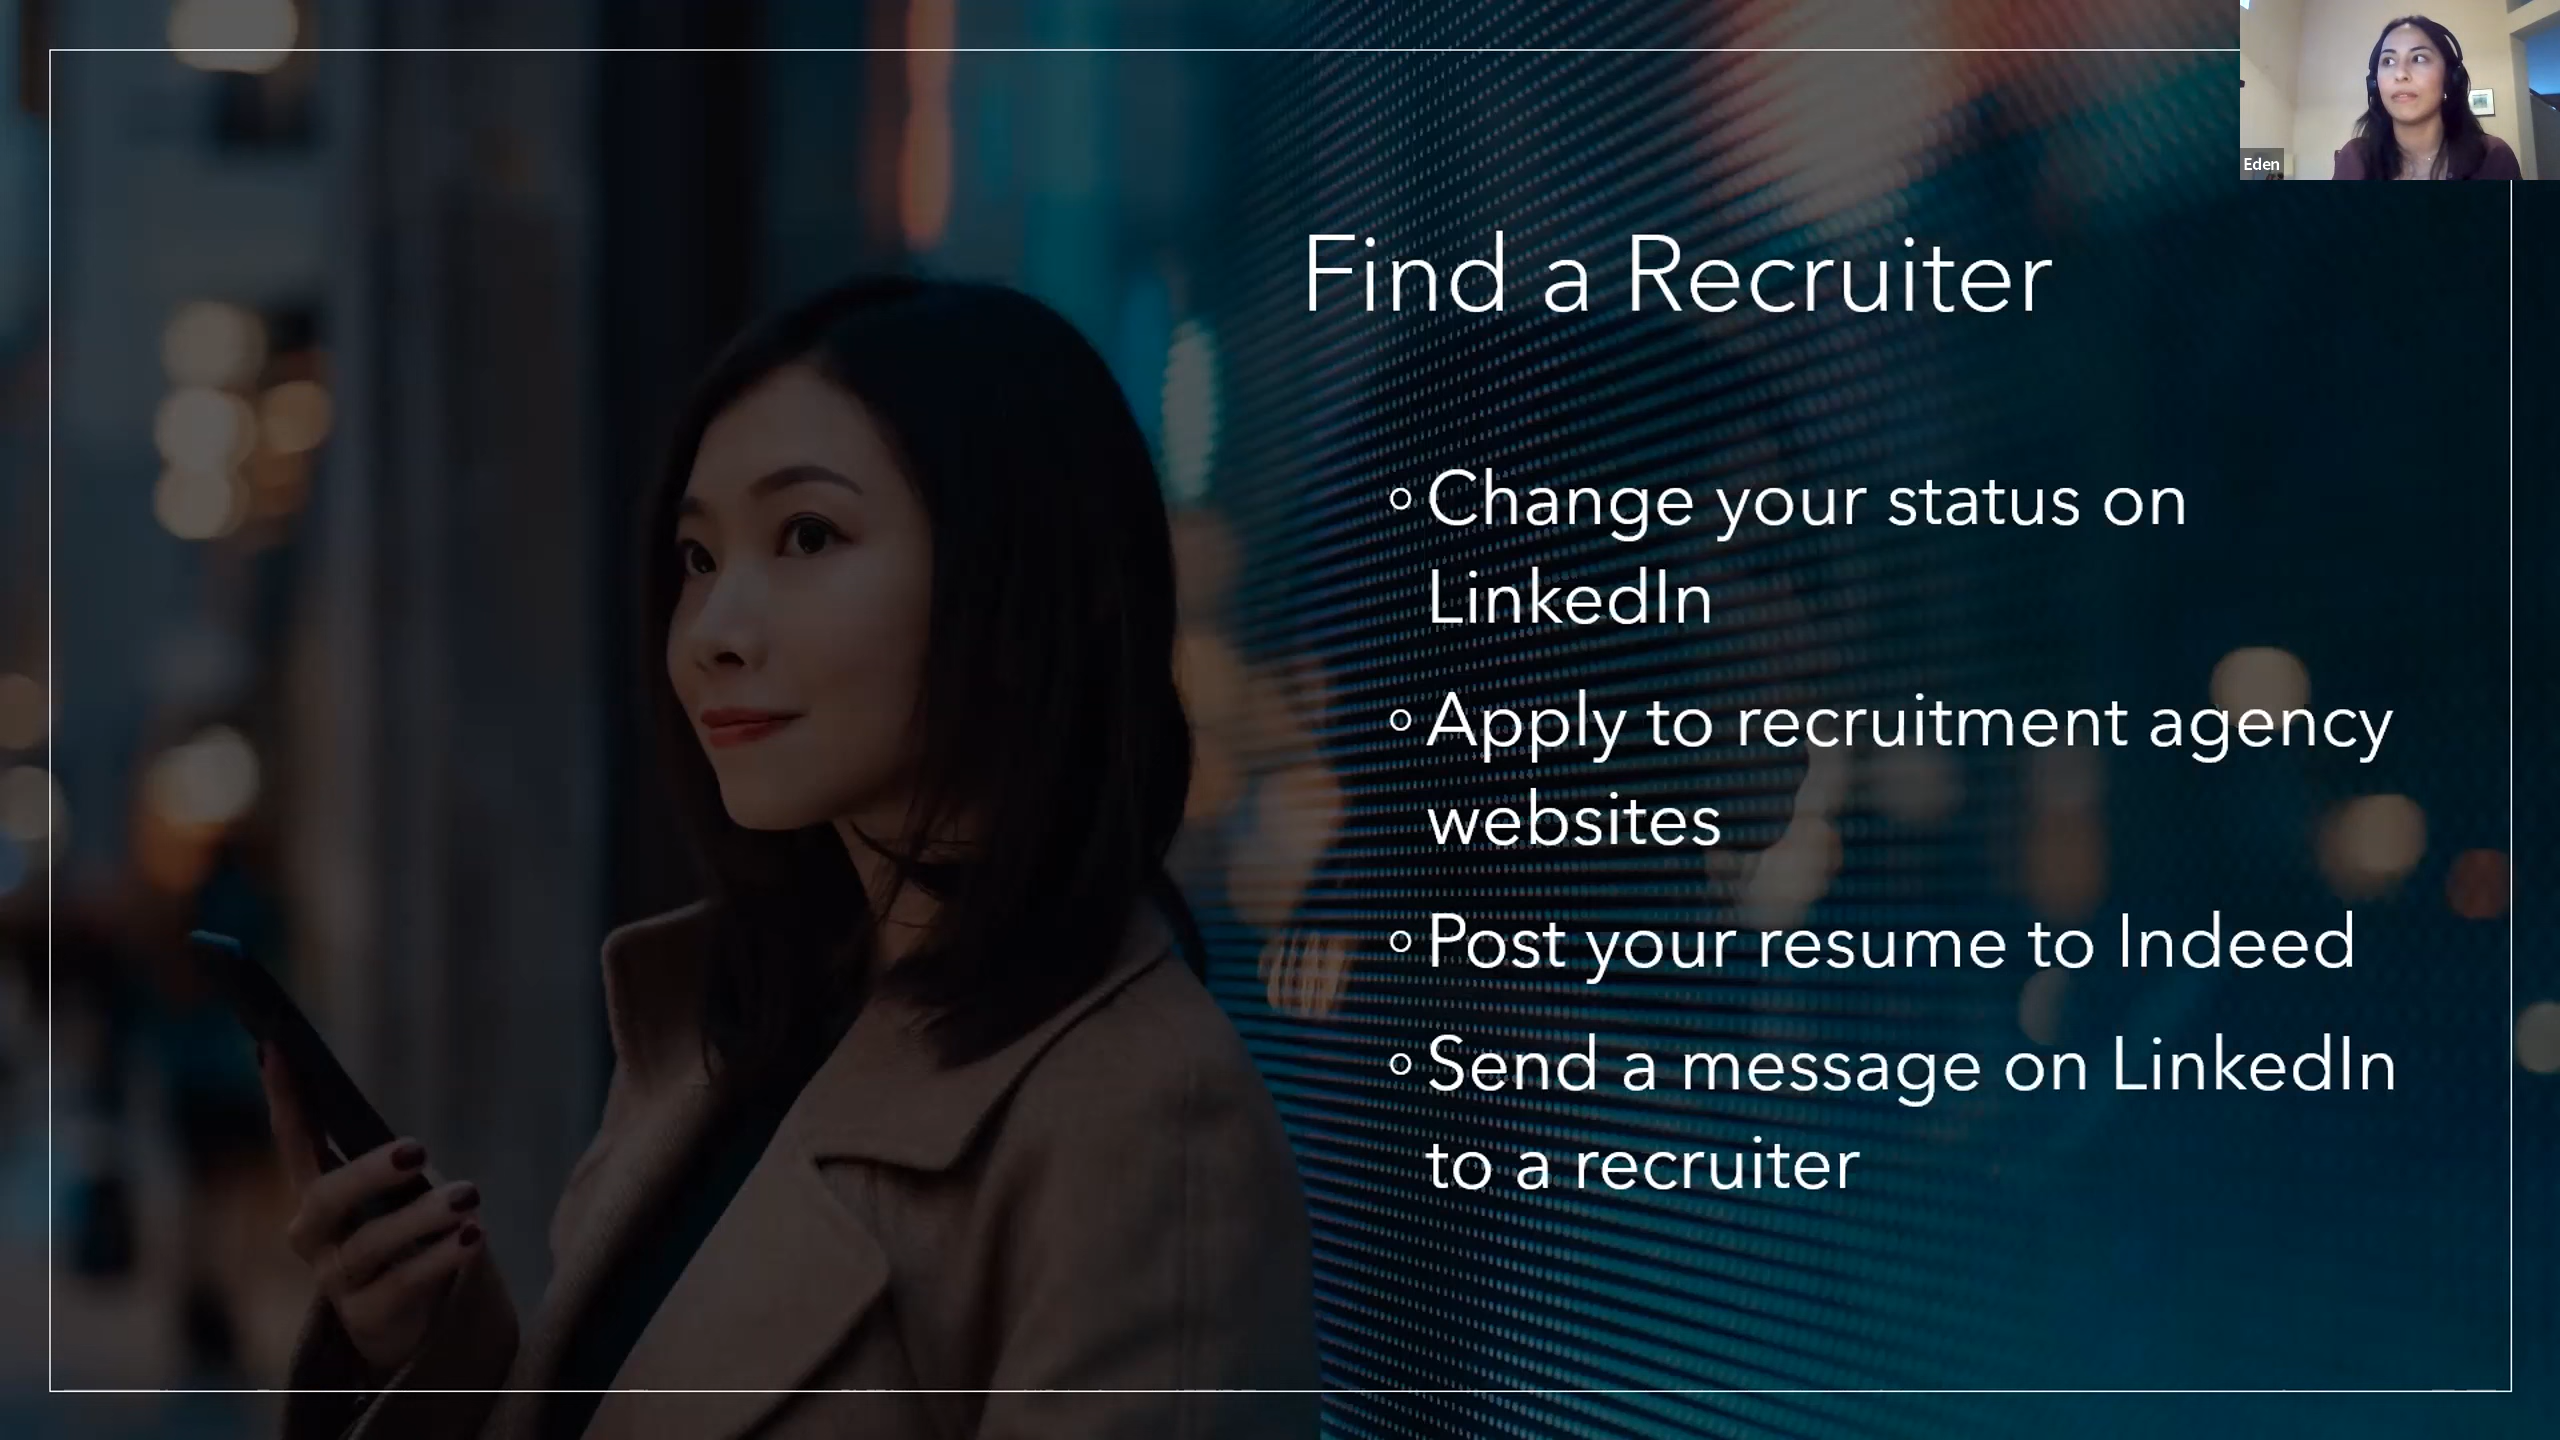 Eden
Find a Recruiter
Change your status on
LinkedIn
Apply to recruitment agency
websites
Post your resume to Indeed
Send a message on LinkedIn
to a recruiter